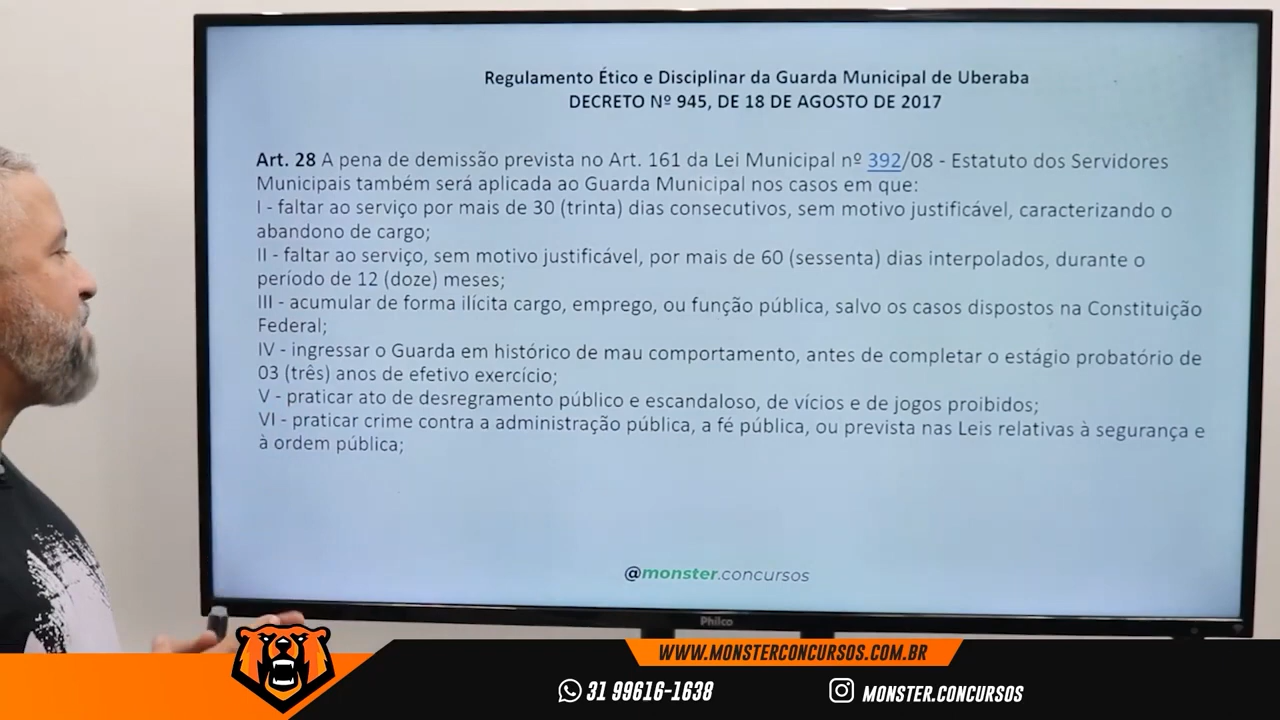 Regulamento Ético e Disciplinar da Guarda Municipal de Uberaba
DECRETO Nº 945, DE 18 DE AGOSTO DE 2017
Art. 28 A pena de demissão prevista no Art. 161 da Lei Municipal nº 392/08 - Estatuto dos Servidores
Municipais também será aplicada ao Guarda Municipal nos casos em que:
I - faltar ao serviço por mais de 30 (trinta) dias consecutivos, sem motivo justificável, caracterizando o
abandono de cargo;
II - faltar ao serviço, sem motivo justificável, por mais de 60 (sessenta) dias interpolados, durante o
período de 12 (doze) meses;
III - acumular de forma ilícita cargo, emprego, ou função pública, salvo os casos dispostos na Constituição
Federal;
IV - ingressar o Guarda em histórico de mau comportamento, antes de completar o estágio probatório de
03 (três) anos de efetivo exercício;
V - praticar ato de desregramento público e escandaloso, de vícios e de jogos proibidos;
VI - praticar crime contra a administração pública, a fé pública, ou prevista nas Leis relativas à segurança e
à ordem pública;
@monster.concursos
Philco
WWW.MONSTERCONCURSOS.COM.BR
31 99616-1638
MONSTER.CONCURSOS